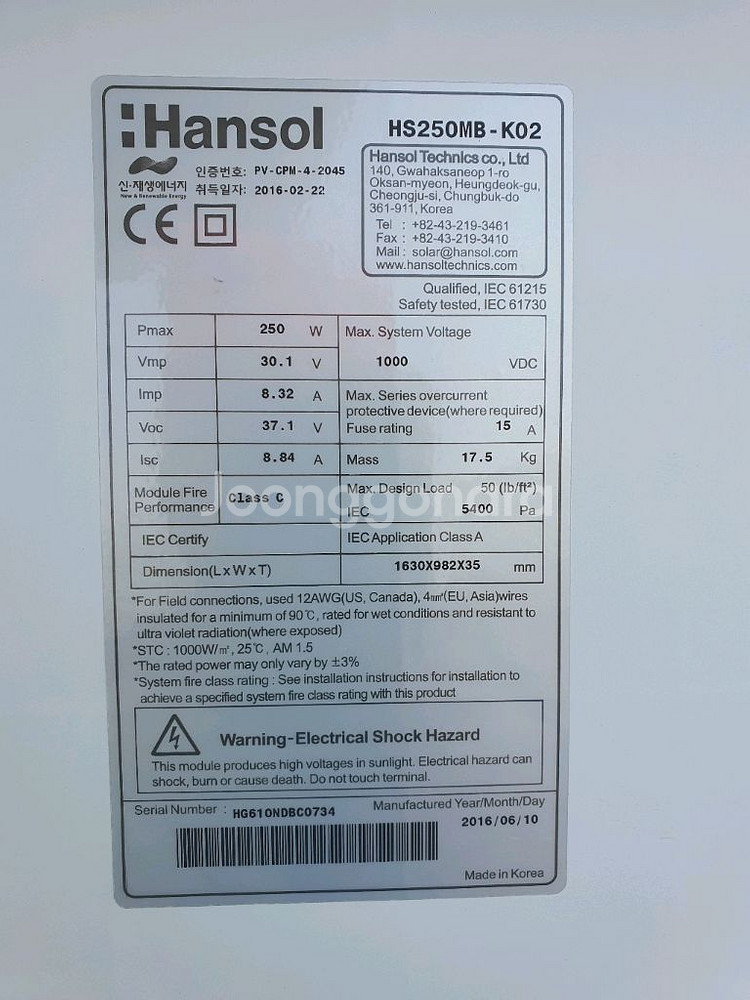 Hansol
HS250MB-K02
신·재생에너지
New & Renewable Energy
인증번호: PV-CPM-4-2045
취득일자: 2016-02-22
CE
Hansol Technics co., Ltd
140, Gwahaksaneop 1-ro
Oksan-myeon, Heungdeok-gu,
Cheongju-si, Chungbuk-do
361-911, Korea
Tel : +82-43-219-3461
Fax : +82-43-219-3410
Mail : solar@hansol.com
www.hansoltechnics.com
Qualified, IEC 61215
Safety tested, IEC 61730
Pmax 250 W Max. System Voltage
Vmp 30.1 V 1000 VDC
Imp 8.32 A Max. Series overcurrent
protective device(where required)
Voc 37.1 V Fuse rating 15 A
Isc 8.84 A Mass 17.5 Kg
Module Fire
Performance Class C Max. Design Load 50 (lb/ft²)
IEC 5400 Pa
IEC Certify IEC Application Class A
Dimension(LxWxT) 1630X982X35 mm
*For Field connections, used 12AWG(US, Canada), 4㎟(EU, Asia)wires
insulated for a minimum of 90℃, rated for wet conditions and resistant to
ultra violet radiation(where exposed)
*STC : 1000W/㎡, 25℃, AM 1.5
*The rated power may only vary by ±3%
*System fire class rating : See installation instructions for installation to
achieve a specified system fire class rating with this product
Warning-Electrical Shock Hazard
This module produces high voltages in sunlight. Electrical hazard can
shock, burn or cause death. Do not touch terminal.
Serial Number : HG610NDBC0734
Manufactured Year/Month/Day
2016/06/10
Made in Korea
Joonggonara